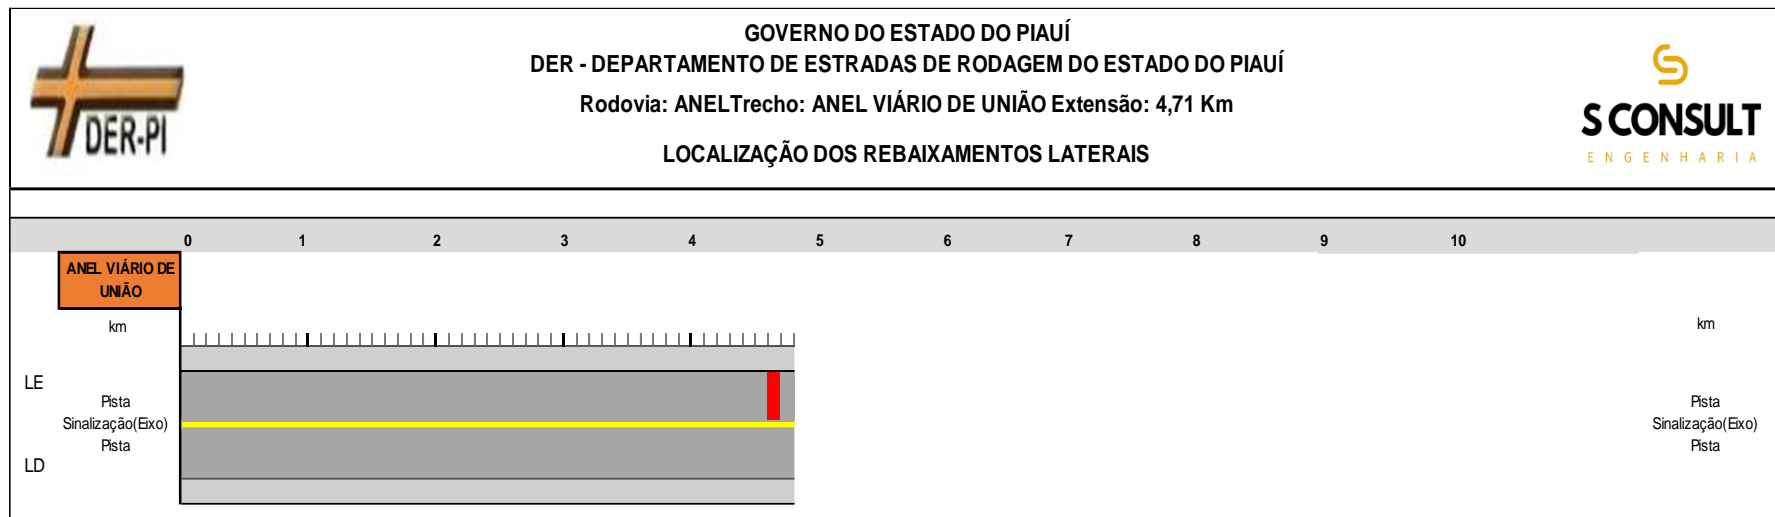 GOVERNO DO ESTADO DO PIAUÍ
DER - DEPARTAMENTO DE ESTRADAS DE RODAGEM DO ESTADO DO PIAUÍ
Rodovia: ANELTrecho: ANEL VIÁRIO DE UNIÃO Extensão: 4,71 Km
LOCALIZAÇÃO DOS REBAIXAMENTOS LATERAIS
DER-PI
S CONSULT
ENGENHARIA
0 1 2 3 4 5 6 7 8 9 10
ANEL VIÁRIO DE
UNIÃO
km
km
LE
Pista
Sinalização(Eixo)
Pista
LD
Pista
Sinalização(Eixo)
Pista